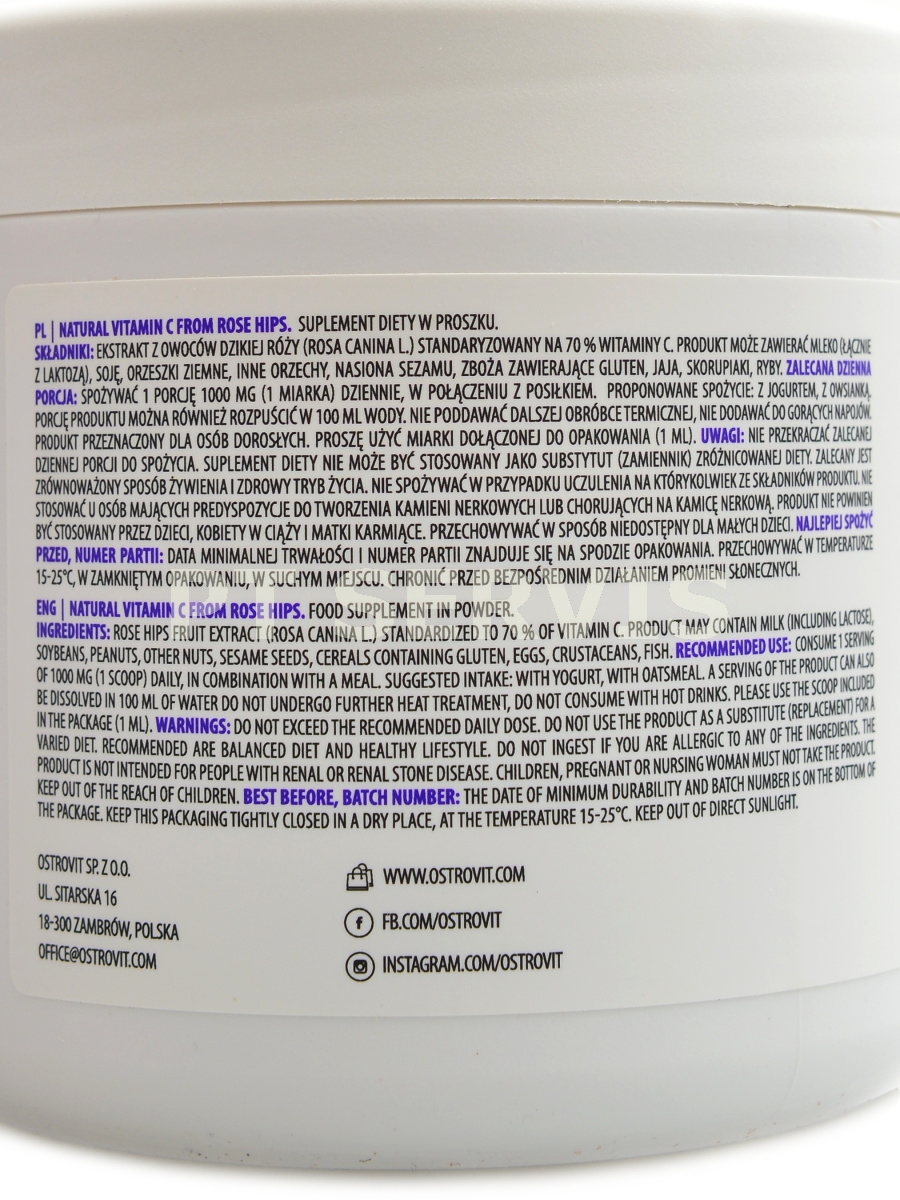 PL | NATURAL VITAMIN C FROM ROSE HIPS. SUPLEMENT DIETY W PROSZKU.
SKŁADNIKI: EKSTRAKT Z OWOCÓW DZIKIEJ RÓŻY (ROSA CANINA L.) STANDARYZOWANY NA 70 % WITAMINY C. PRODUKT MOŻE ZAWIERAĆ MLEKO (ŁĄCZNIE
Z LAKTOZĄ), SOJĘ, ORZESZKI ZIEMNE, INNE ORZECHY, NASIONA SEZAMU, ZBOŻA ZAWIERAJĄCE GLUTEN, JAJA, SKORUPIAKI, RYBY. ZALECANA DZIENNA
PORCJA: SPOŻYWAĆ 1 PORCJĘ 1000 MG (1 MIARKA) DZIENNIE, W POŁĄCZENIU Z POSIŁKIEM. PROPONOWANE SPOŻYCIE: Z JOGURTEM, Z OWSIANKĄ.
PORCJĘ PRODUKTU MOŻNA RÓWNIEŻ ROZPUŚCIĆ W 100 ML WODY. NIE PODDAWAĆ DALSZEJ OBRÓBCE TERMICZNEJ, NIE DODAWAĆ DO GORĄCYCH NAPOJÓW.
PRODUKT PRZEZNACZONY DLA OSÓB DOROSŁYCH. PROSZĘ UŻYĆ MIARKI DOŁĄCZONEJ DO OPAKOWANIA (1 ML). UWAGI: NIE PRZEKRACZAĆ ZALECANEJ
DZIENNEJ PORCJI DO SPOŻYCIA. SUPLEMENT DIETY NIE MOŻE BYĆ STOSOWANY JAKO SUBSTYTUT (ZAMIENNIK) ZRÓŻNICOWANEJ DIETY. ZALECANY JEST
ZRÓWNOWAŻONY SPOSÓB ŻYWIENIA I ZDROWY TRYB ŻYCIA. NIE SPOŻYWAĆ W PRZYPADKU UCZULENIA NA KTÓRYKOLWIEK ZE SKŁADNIKÓW PRODUKTU. NIE
STOSOWAĆ U OSÓB MAJĄCYCH PREDYSPOZYCJE DO TWORZENIA KAMIENI NERKOWYCH LUB CHORUJĄCYCH NA KAMICĘ NERKOWĄ. PRODUKT NIE POWINIEN
BYĆ STOSOWANY PRZEZ DZIECI, KOBIETY W CIĄŻY I MATKI KARMIĄCE. PRZECHOWYWAĆ W SPOSÓB NIEDOSTĘPNY DLA MAŁYCH DZIECI. NAJLEPIEJ SPOŻYĆ
PRZED, NUMER PARTII: DATA MINIMALNEJ TRWAŁOŚCI I NUMER PARTII ZNAJDUJE SIĘ NA SPODZIE OPAKOWANIA. PRZECHOWYWAĆ W TEMPERATURZE
15-25°C, W ZAMKNIĘTYM OPAKOWANIU, W SUCHYM MIEJSCU. CHRONIĆ PRZED BEZPOŚREDNIM DZIAŁANIEM PROMIENI SŁONECZNYCH.
PT SERVIS
ENG | NATURAL VITAMIN C FROM ROSE HIPS. FOOD SUPPLEMENT IN POWDER.
INGREDIENTS: ROSE HIPS FRUIT EXTRACT (ROSA CANINA L.) STANDARDIZED TO 70 % OF VITAMIN C. PRODUCT MAY CONTAIN MILK (INCLUDING LACTOSE),
SOYBEANS, PEANUTS, OTHER NUTS, SESAME SEEDS, CEREALS CONTAINING GLUTEN, EGGS, CRUSTACEANS, FISH. RECOMMENDED USE: CONSUME 1 SERVING
OF 1000 MG (1 SCOOP) DAILY, IN COMBINATION WITH A MEAL. SUGGESTED INTAKE: WITH YOGURT, WITH OATSMEAL. A SERVING OF THE PRODUCT CAN ALSO
BE DISSOLVED IN 100 ML OF WATER DO NOT UNDERGO FURTHER HEAT TREATMENT, DO NOT CONSUME WITH HOT DRINKS. PLEASE USE THE SCOOP INCLUDED
IN THE PACKAGE (1 ML). WARNINGS: DO NOT EXCEED THE RECOMMENDED DAILY DOSE. DO NOT USE THE PRODUCT AS A SUBSTITUTE (REPLACEMENT) FOR A
VARIED DIET. RECOMMENDED ARE BALANCED DIET AND HEALTHY LIFESTYLE. DO NOT INGEST IF YOU ARE ALLERGIC TO ANY OF THE INGREDIENTS. THE
PRODUCT IS NOT INTENDED FOR PEOPLE WITH RENAL OR RENAL STONE DISEASE. CHILDREN, PREGNANT OR NURSING WOMAN MUST NOT TAKE THE PRODUCT.
KEEP OUT OF THE REACH OF CHILDREN. BEST BEFORE, BATCH NUMBER: THE DATE OF MINIMUM DURABILITY AND BATCH NUMBER IS ON THE BOTTOM OF
THE PACKAGE. KEEP THIS PACKAGING TIGHTLY CLOSED IN A DRY PLACE, AT THE TEMPERATURE 15-25°C. KEEP OUT OF DIRECT SUNLIGHT.
OSTROVIT SP. Z O.O.
UL. SITARSKA 16
18-300 ZAMBRÓW, POLSKA
OFFICE@OSTROVIT.COM
WWW.OSTROVIT.COM
FB.COM/OSTROVIT
INSTAGRAM.COM/OSTROVIT